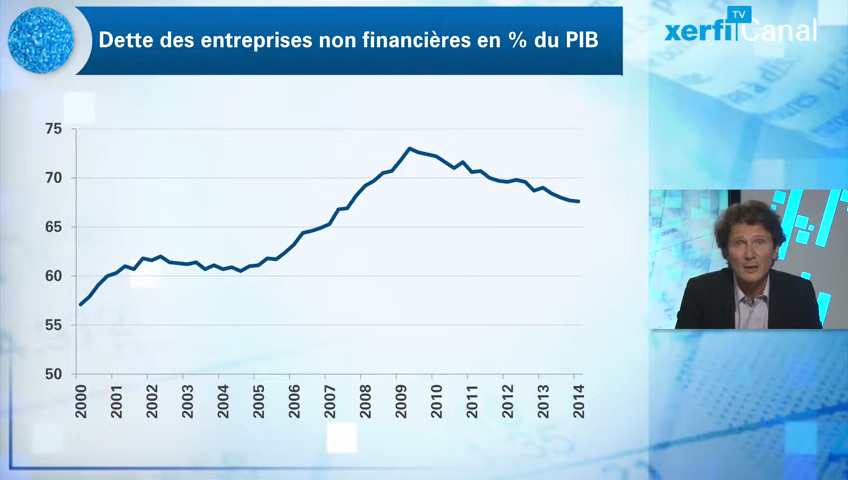 Dette des entreprises non financières en % du PIB
xerfi TV Canal
75
70
65
60
55
50
2000 2001 2002 2003 2004 2005 2006 2007 2008 2009 2010 2011 2012 2013 2014